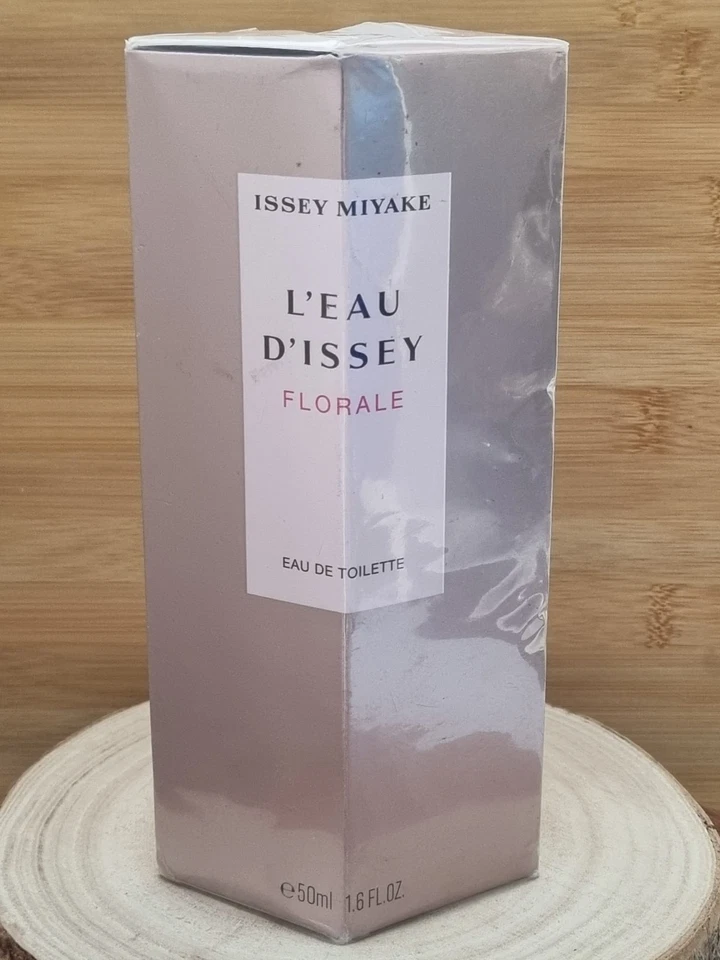 ISSEY MIYAKE
L'EAU
D'ISSEY
FLORALE
EAU DE TOILETTE
℮50ml 1.6 FL.OZ.